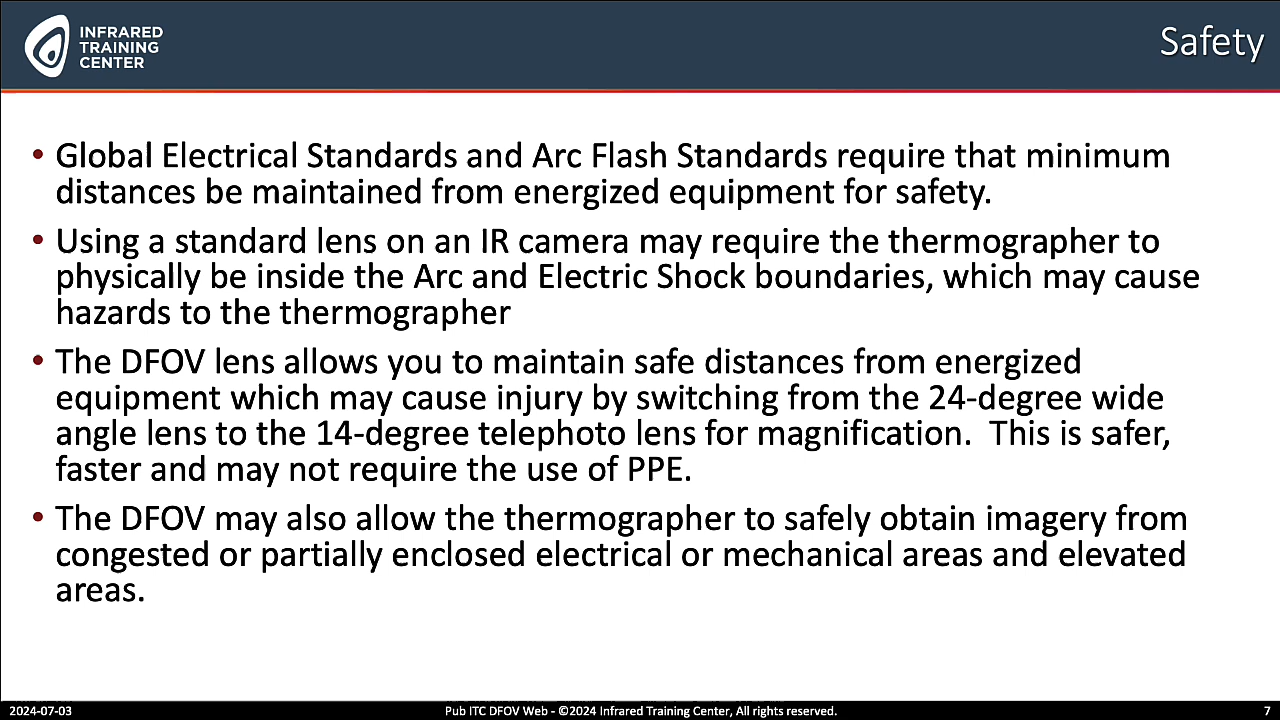 INFRARED
TRAINING
CENTER
Safety
• Global Electrical Standards and Arc Flash Standards require that minimum
distances be maintained from energized equipment for safety.
• Using a standard lens on an IR camera may require the thermographer to
physically be inside the Arc and Electric Shock boundaries, which may cause
hazards to the thermographer
• The DFOV lens allows you to maintain safe distances from energized
equipment which may cause injury by switching from the 24-degree wide
angle lens to the 14-degree telephoto lens for magnification.  This is safer,
faster and may not require the use of PPE.
• The DFOV may also allow the thermographer to safely obtain imagery from
congested or partially enclosed electrical or mechanical areas and elevated
areas.
2024-07-03
Pub ITC DFOV Web - ©2024 Infrared Training Center, All rights reserved.
7